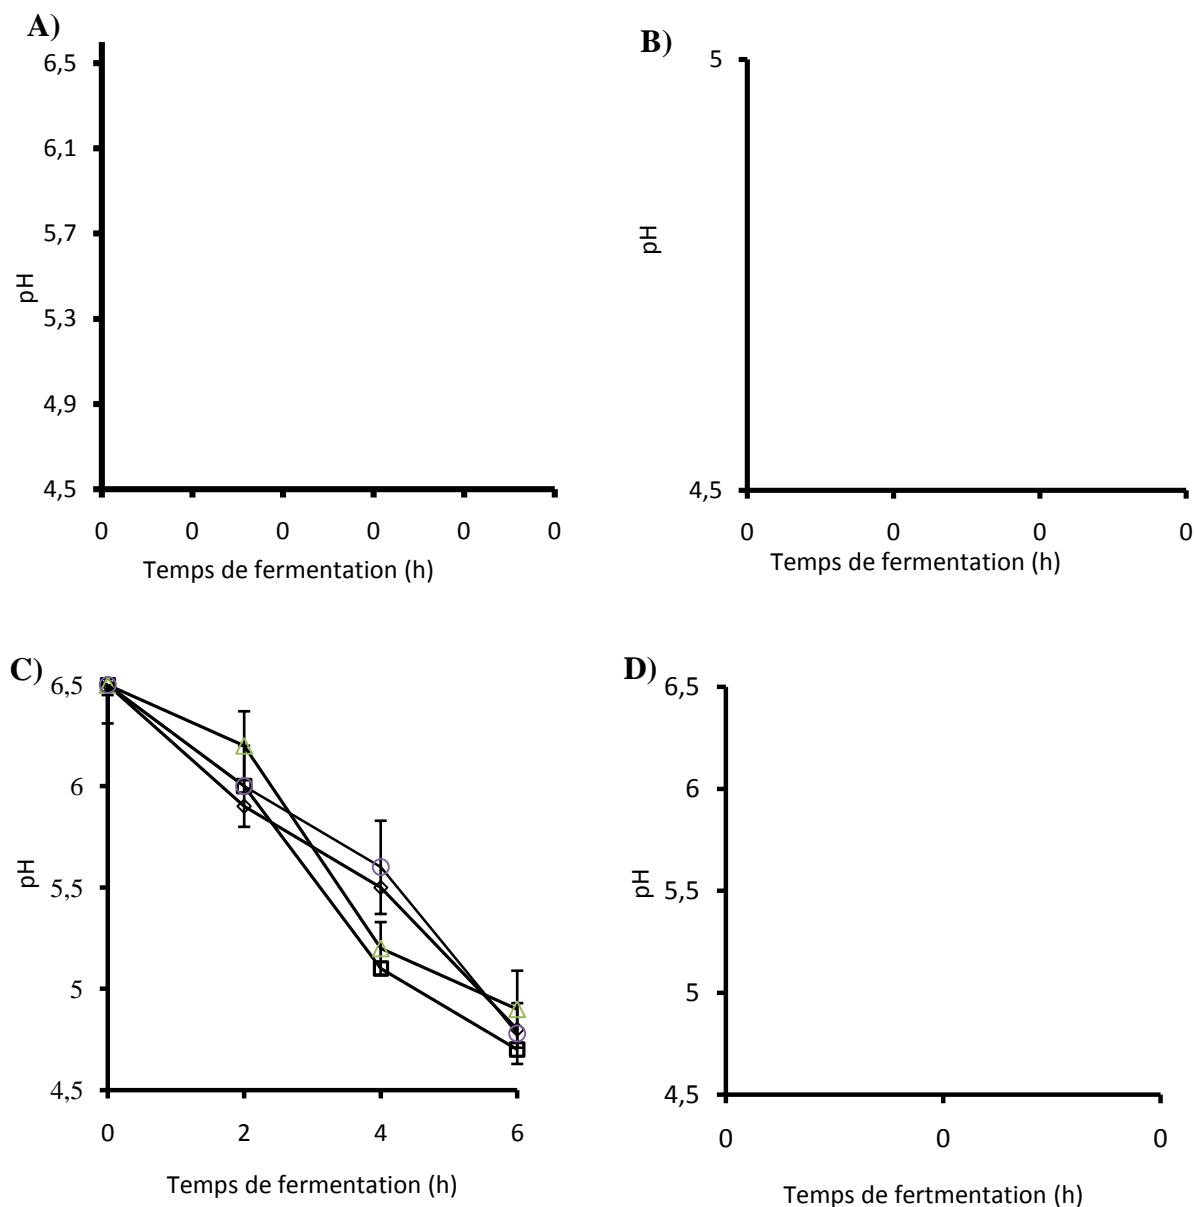 A)
6,5
6,1
5,7
5,3
4,9
4,5
pH
0 0 0 0 0 0
Temps de fermentation (h)
B)
5
4,5
pH
0 0 0 0
Temps de fermentation (h)
C)
6,5
6
5,5
5
4,5
pH
0 2 4 6
Temps de fermentation (h)
D)
6,5
6
5,5
5
4,5
pH
0 0 0
Temps de fertmentation (h)